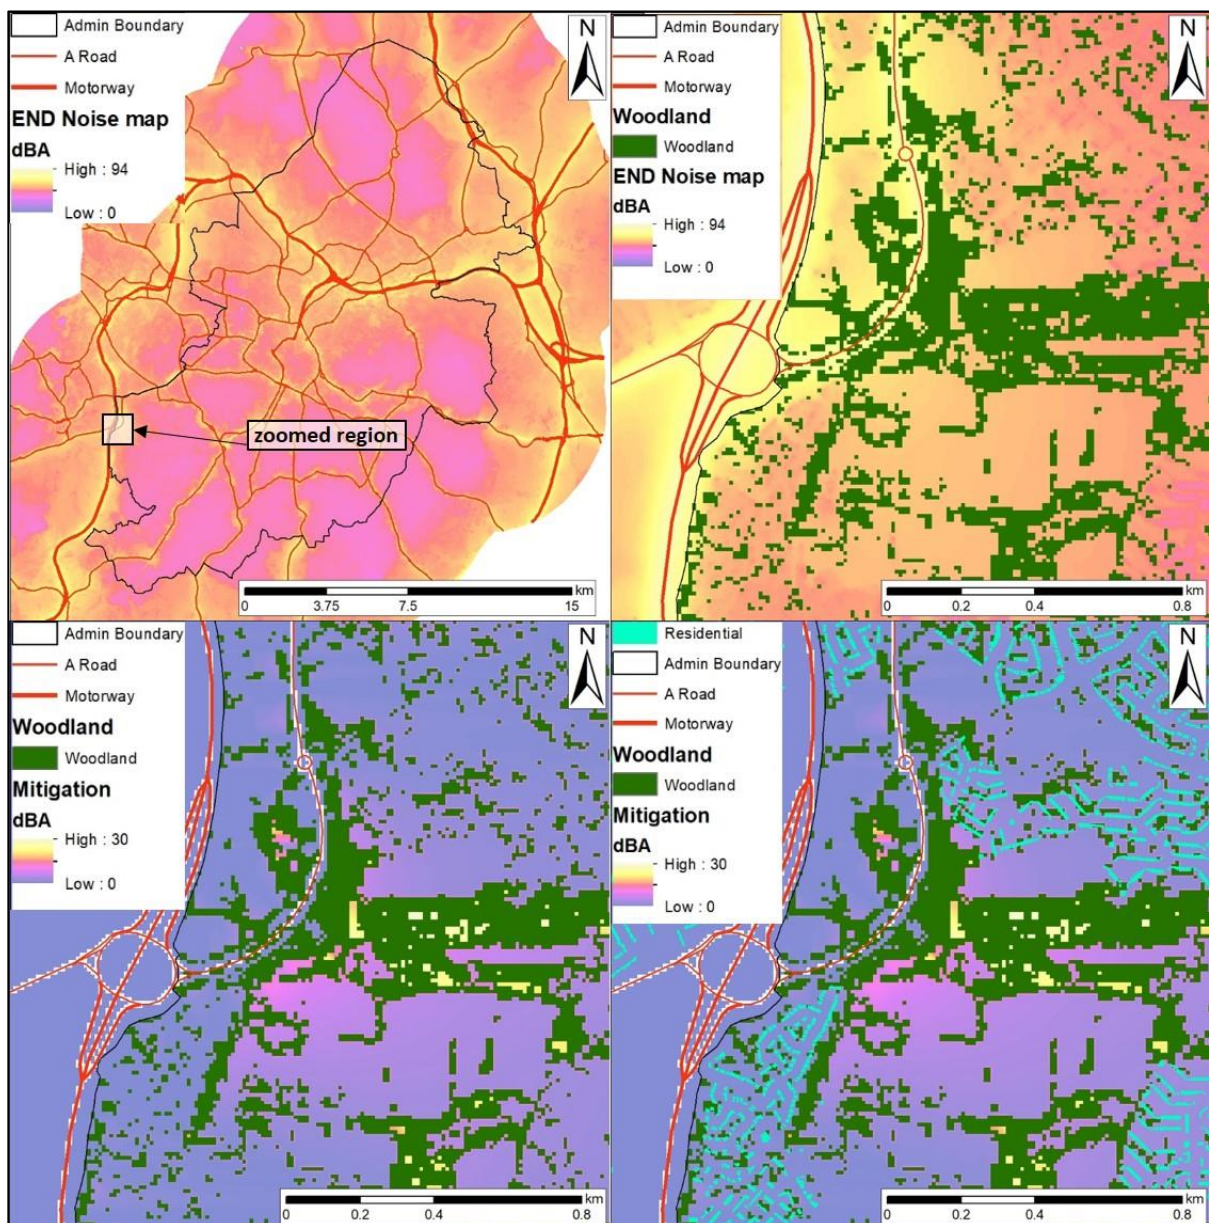 Admin Boundary
A Road
Motorway
END Noise map
dBA
High : 94
Low : 0
N
zoomed region
km
0 3.75 7.5 15
Admin Boundary
A Road
Motorway
Woodland
Woodland
END Noise map
dBA
High : 94
Low : 0
N
km
0 0.2 0.4 0.8
Admin Boundary
A Road
Motorway
Woodland
Woodland
Mitigation
dBA
High : 30
Low : 0
N
km
0 0.2 0.4 0.8
Residential
Admin Boundary
A Road
Motorway
Woodland
Woodland
Mitigation
dBA
High : 30
Low : 0
N
km
0 0.2 0.4 0.8